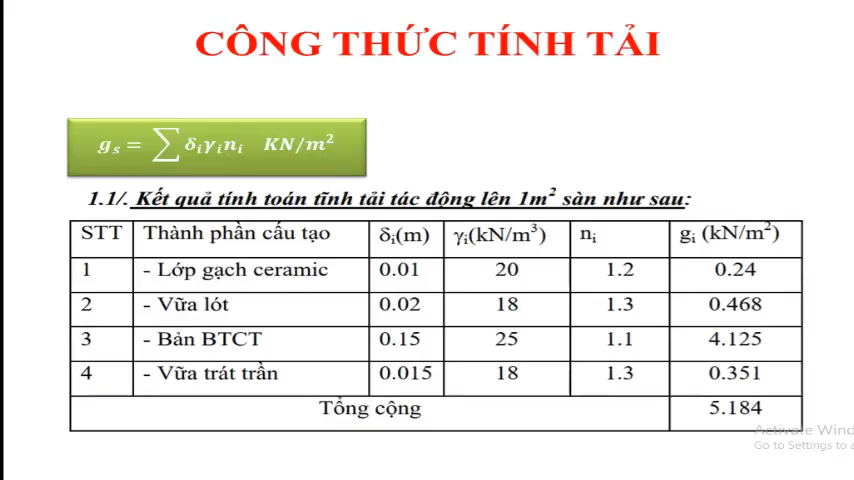 CÔNG THỨC TÍNH TẢI
gₛ = ∑ δᵢγᵢnᵢ KN/m²
1.1/. Kết quả tính toán tĩnh tải tác động lên 1m² sàn như sau:
STT Thành phần cấu tạo δᵢ(m) γᵢ(kN/m³) nᵢ gᵢ (kN/m²)
1 - Lớp gạch ceramic 0.01 20 1.2 0.24
2 - Vữa lót 0.02 18 1.3 0.468
3 - Bản BTCT 0.15 25 1.1 4.125
4 - Vữa trát trần 0.015 18 1.3 0.351
Tổng cộng 5.184
Activate Wind
Go to Settings to a